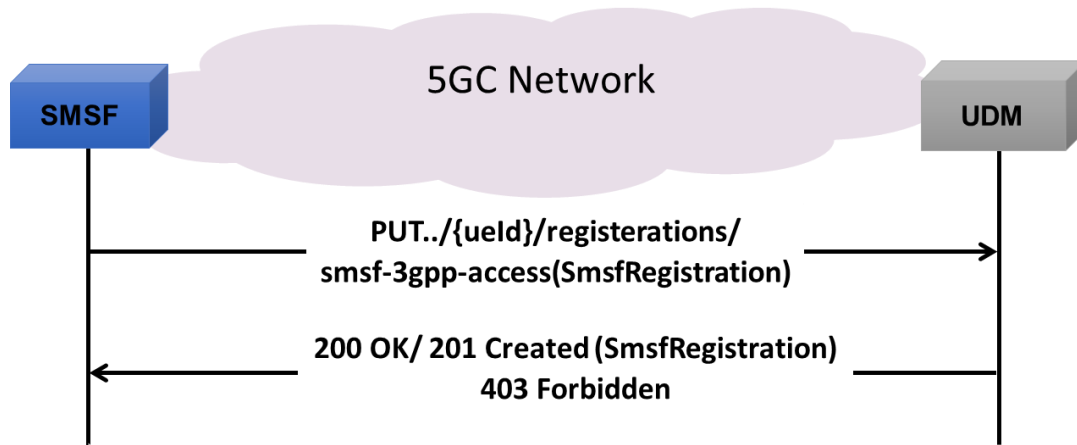 5GC Network
SMSF
UDM
PUT../{ueId}/registerations/
smsf-3gpp-access(SmsfRegistration)
200 OK/ 201 Created (SmsfRegistration)
403 Forbidden